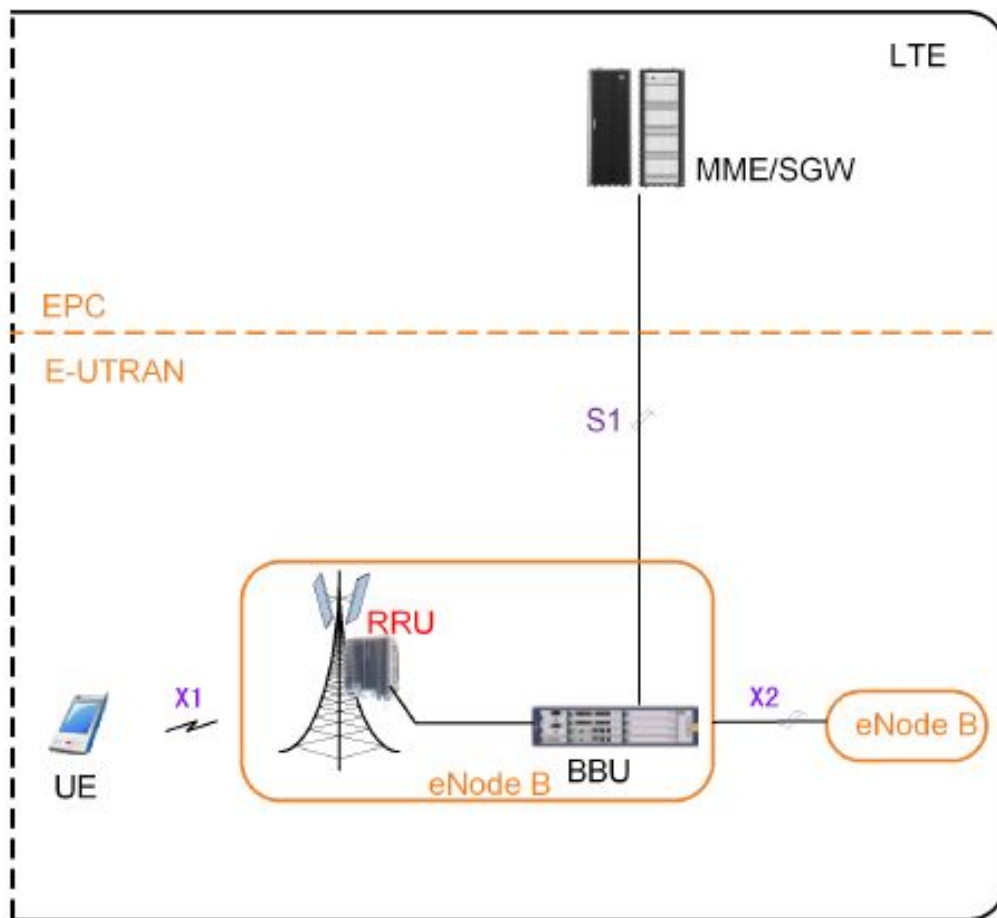 LTE
MME/SGW
EPC
E-UTRAN
S1
RRU
X1
X2
eNode B
UE
eNode B
BBU